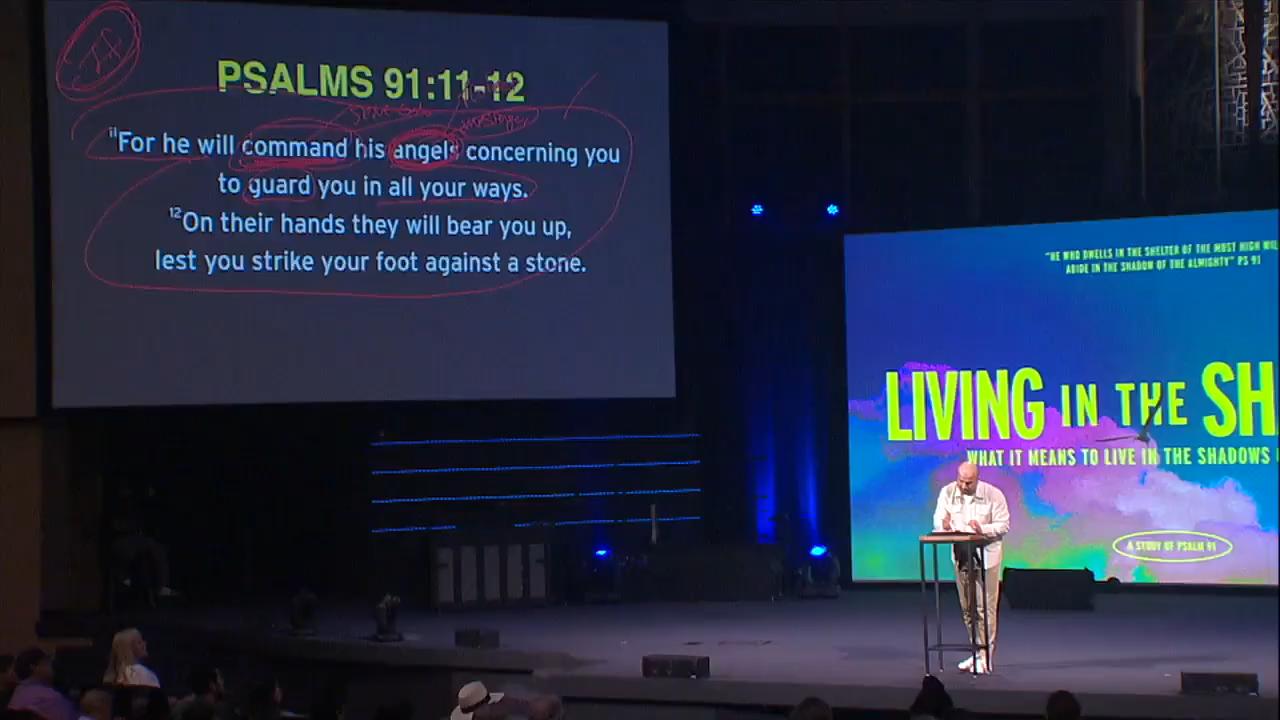 PSALMS 91:11-12
11For he will command his angels concerning you
to guard you in all your ways.
12On their hands they will bear you up,
lest you strike your foot against a stone.
"HE WHO DWELLS IN THE SHELTER OF THE MOST HIGH WIL
ABIDE IN THE SHADOW OF THE ALMIGHTY" PS 91
LIVING IN THE SH
WHAT IT MEANS TO LIVE IN THE SHADOWS
A STUDY OF PSALM 91